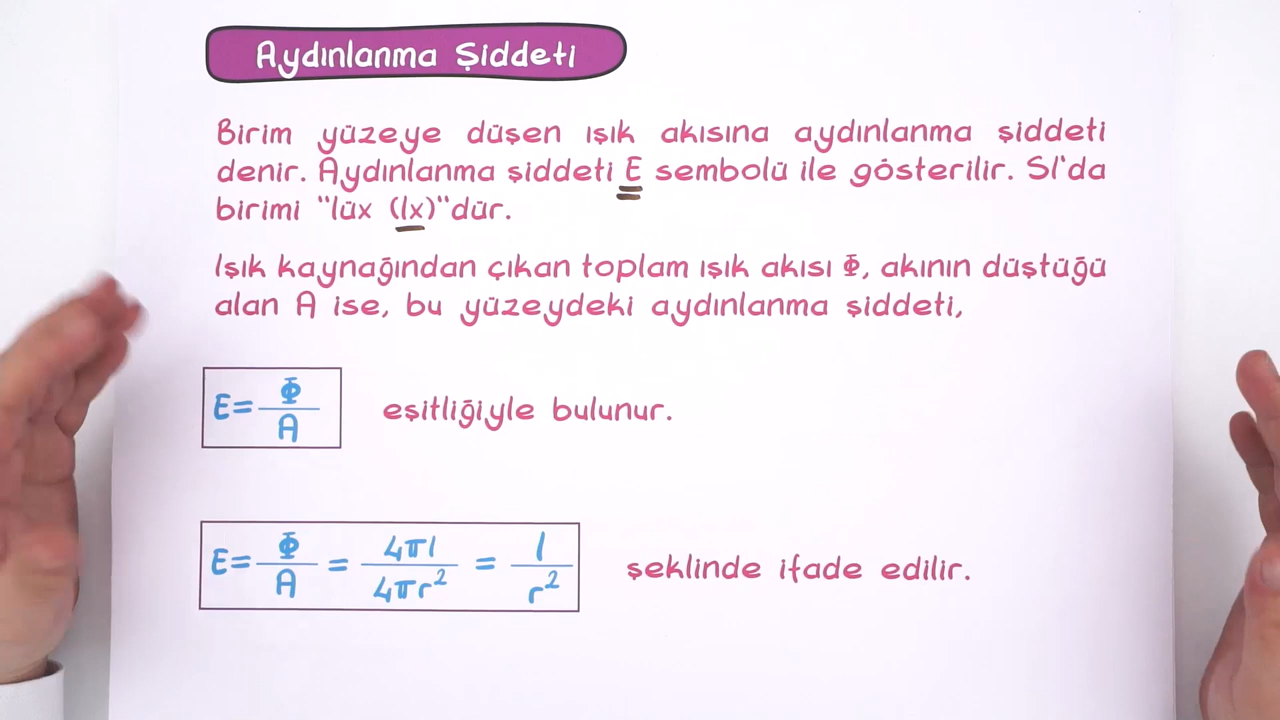 Aydınlanma Şiddeti
Birim yüzeye düşen ışık akısına aydınlanma şiddeti
denir. Aydınlanma şiddeti E sembolü ile gösterilir. SI'da
birimi "lüx (lx)"dür.
Işık kaynağından çıkan toplam ışık akısı Φ, akının düştüğü
alan A ise, bu yüzeydeki aydınlanma şiddeti,
E = Φ / A eşitliğiyle bulunur.
E = Φ / A = 4πI / 4πr² = I / r² şeklinde ifade edilir.